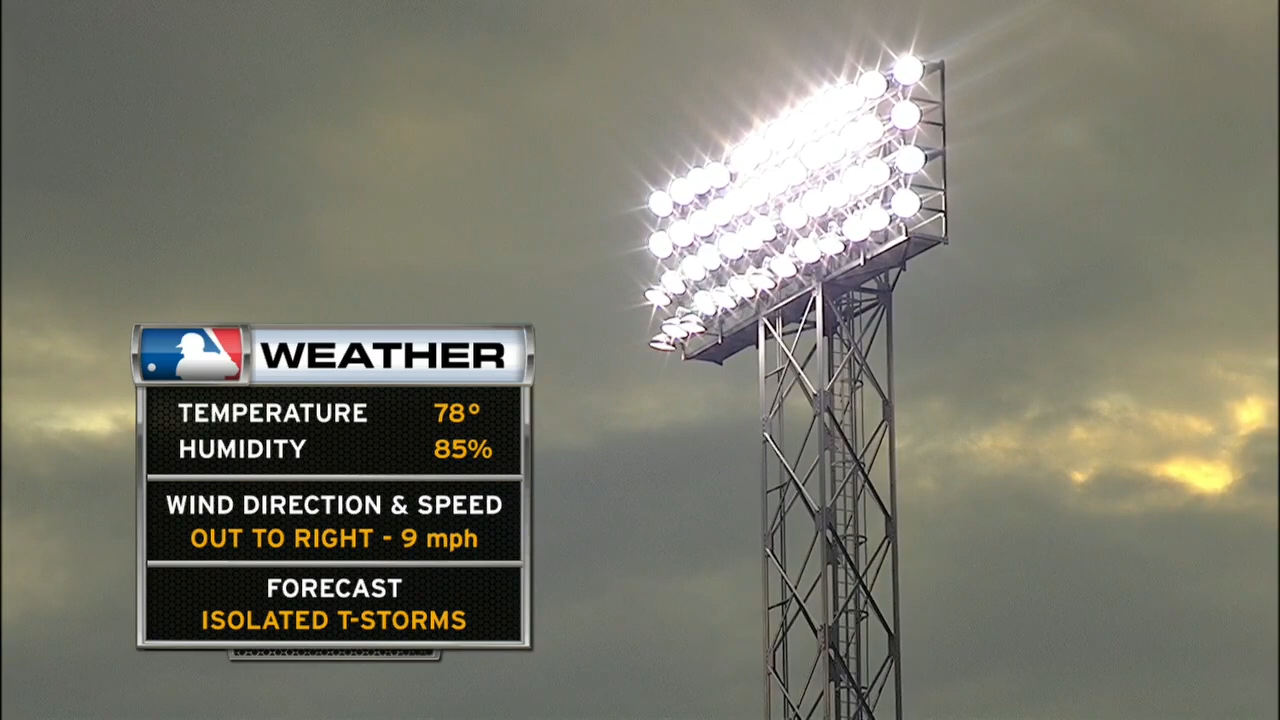 WEATHER
TEMPERATURE 78°
HUMIDITY 85%
WIND DIRECTION & SPEED
OUT TO RIGHT - 9 mph
FORECAST
ISOLATED T-STORMS